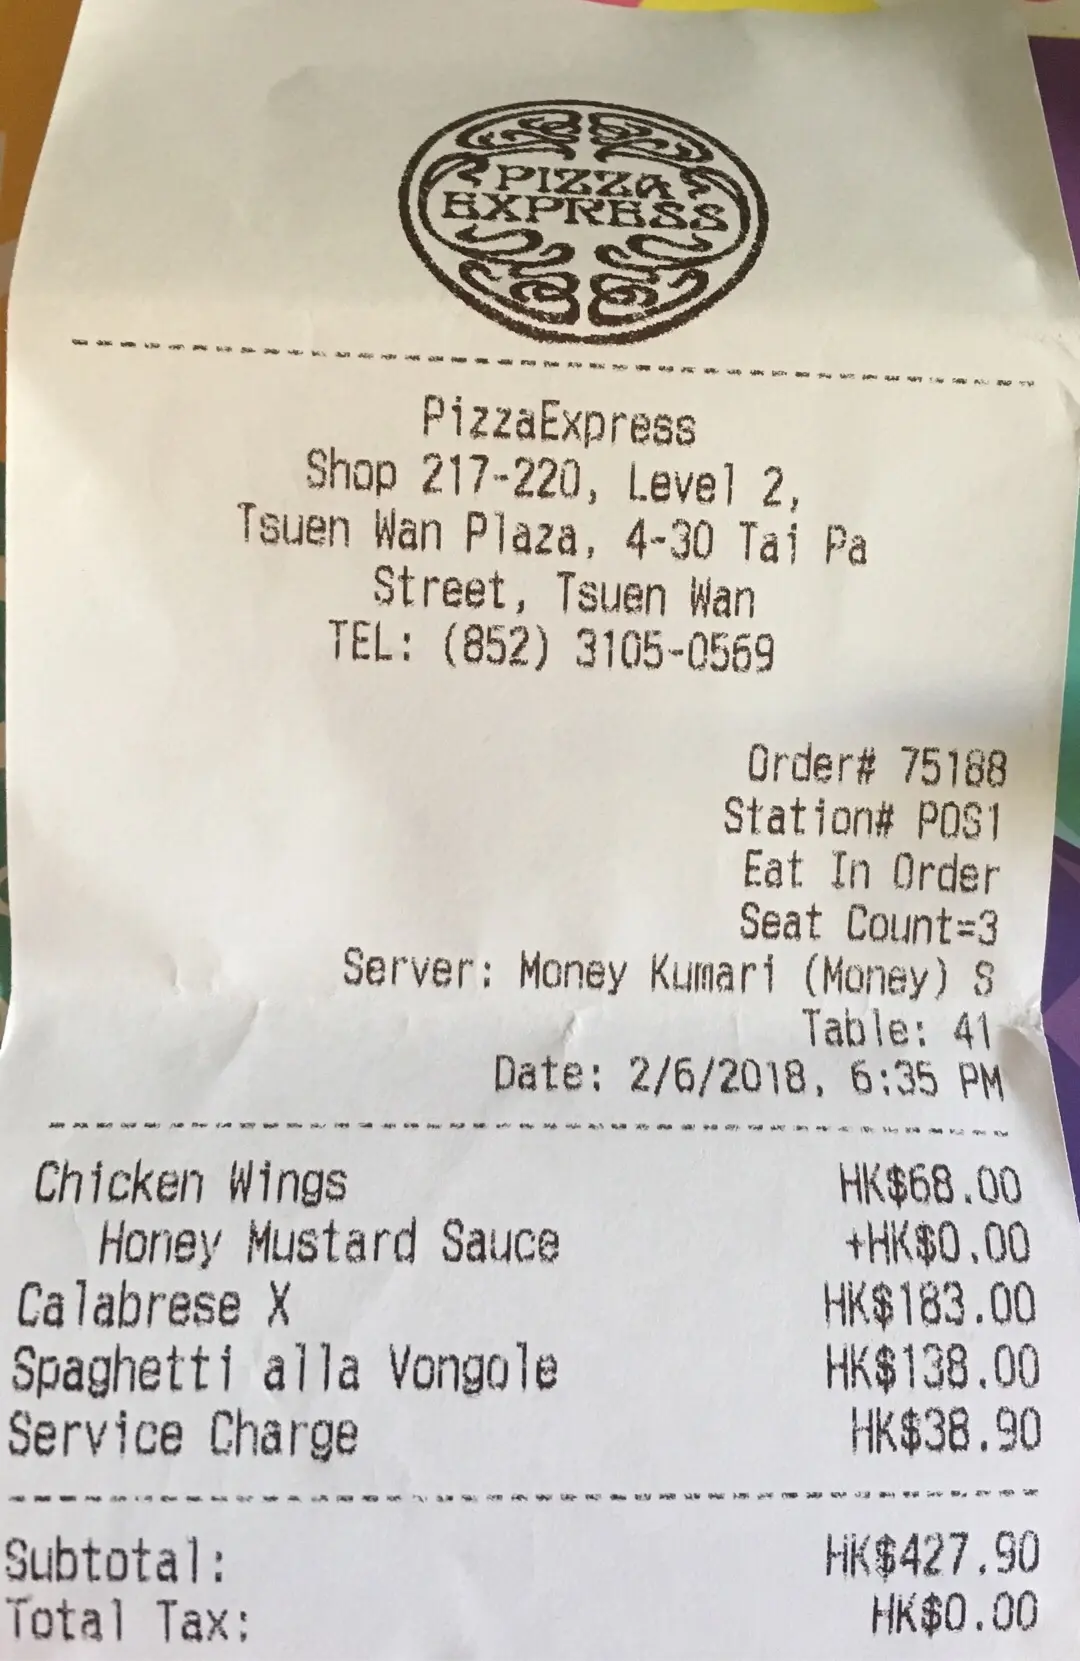 PIZZA
EXPRESS
PizzaExpress
Shop 217-220, Level 2,
Tsuen Wan Plaza, 4-30 Tai Pa
Street, Tsuen Wan
TEL: (852) 3105-0569
Order# 75188
Station# POS1
Eat In Order
Seat Count=3
Server: Money Kumari (Money) S
Table: 41
Date: 2/6/2018, 6:35 PM
Chicken Wings HK$68.00
Honey Mustard Sauce +HK$0.00
Calabrese X HK$183.00
Spaghetti alla Vongole HK$138.00
Service Charge HK$38.90
Subtotal: HK$427.90
Total Tax: HK$0.00